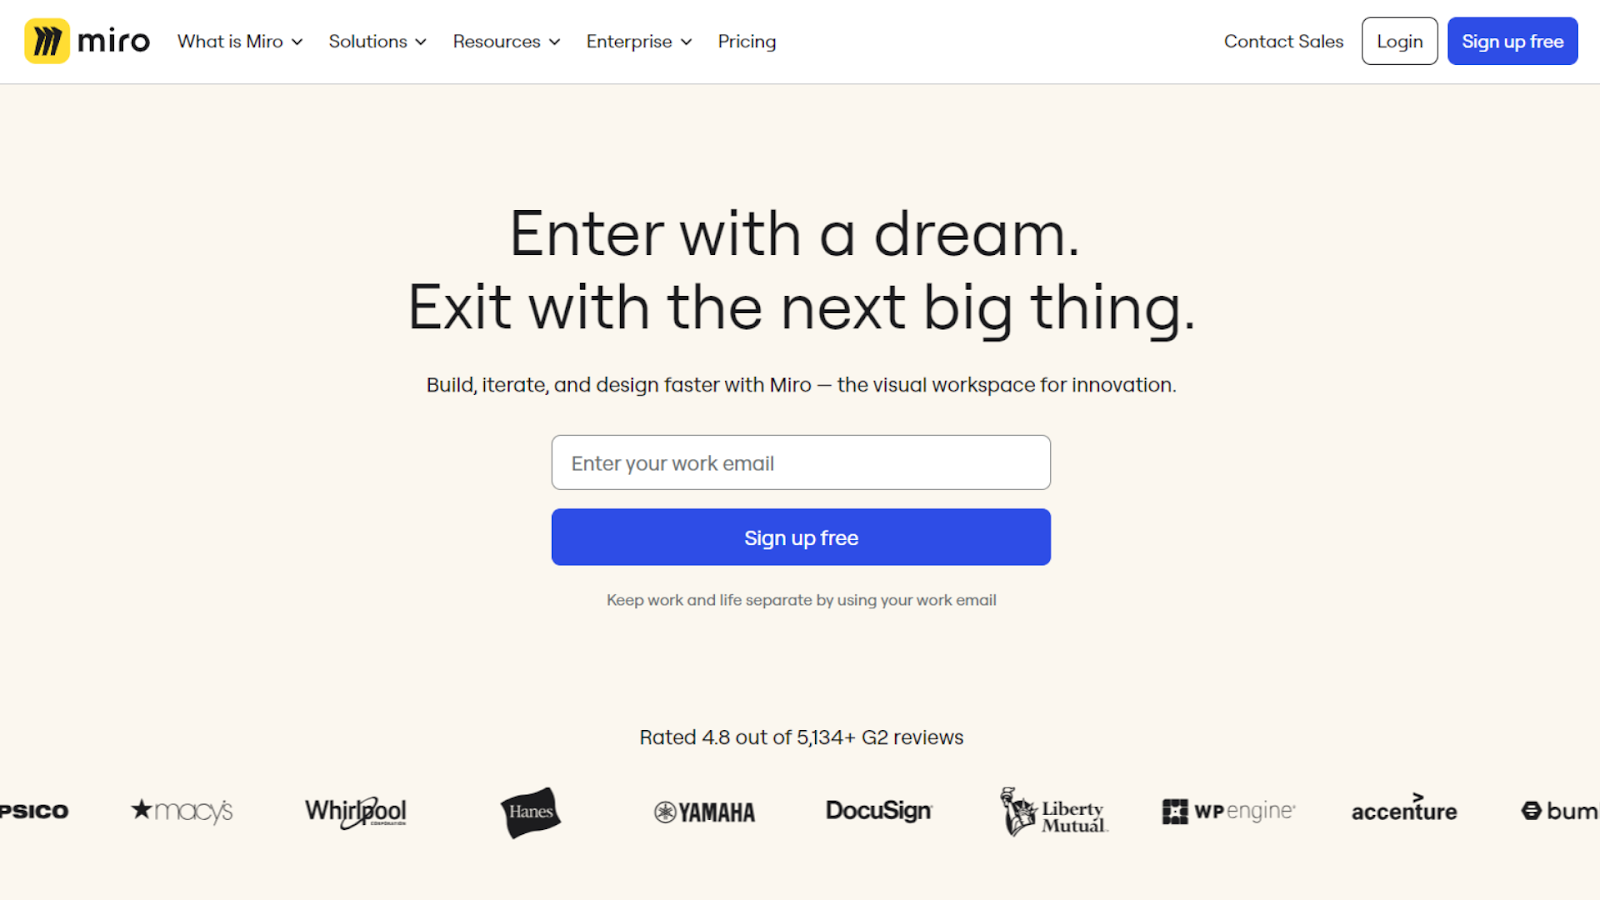 miro
What is Miro
Solutions
Resources
Enterprise
Pricing
Contact Sales
Login
Sign up free
Enter with a dream.
Exit with the next big thing.
Build, iterate, and design faster with Miro — the visual workspace for innovation.
Enter your work email
Sign up free
Keep work and life separate by using your work email
Rated 4.8 out of 5,134+ G2 reviews
PSICO
macy's
Whirlpool
CORPORATION
Hanes
YAMAHA
DocuSign
Liberty
Mutual.
WP engine
accenture
bum